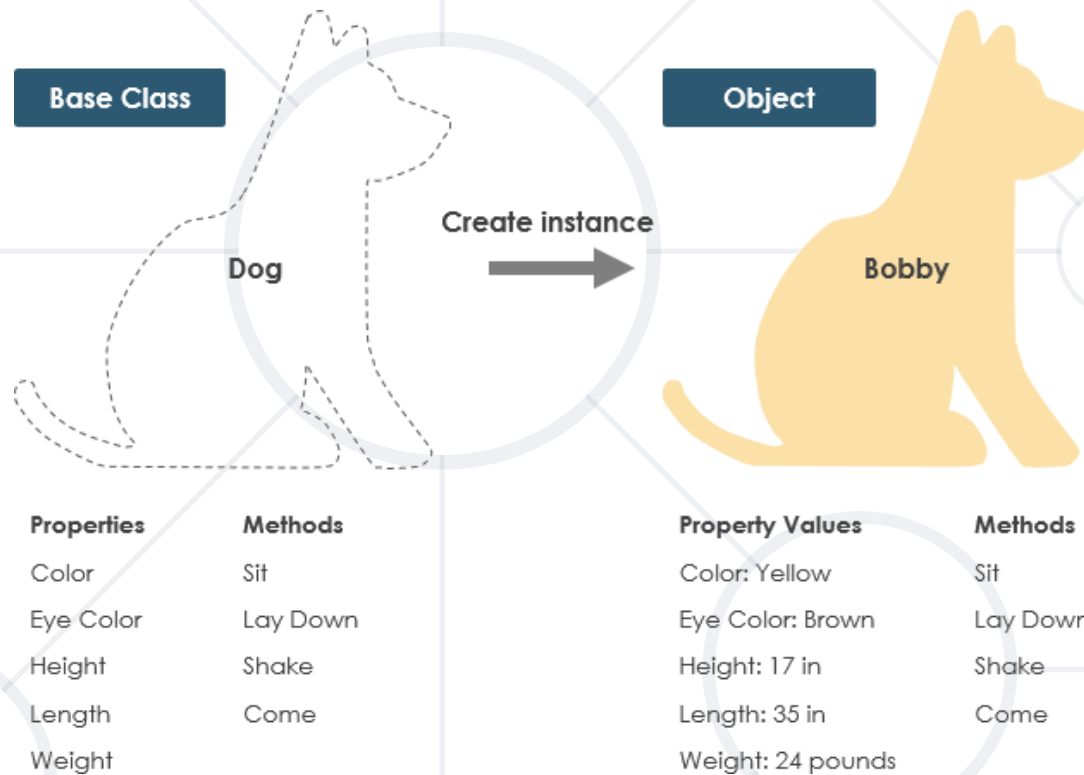 Base Class
Object
Create instance
Dog
Bobby
Properties
Methods
Color
Sit
Eye Color
Lay Down
Height
Shake
Length
Come
Weight
Property Values
Methods
Color: Yellow
Sit
Eye Color: Brown
Lay Down
Height: 17 in
Shake
Length: 35 in
Come
Weight: 24 pounds